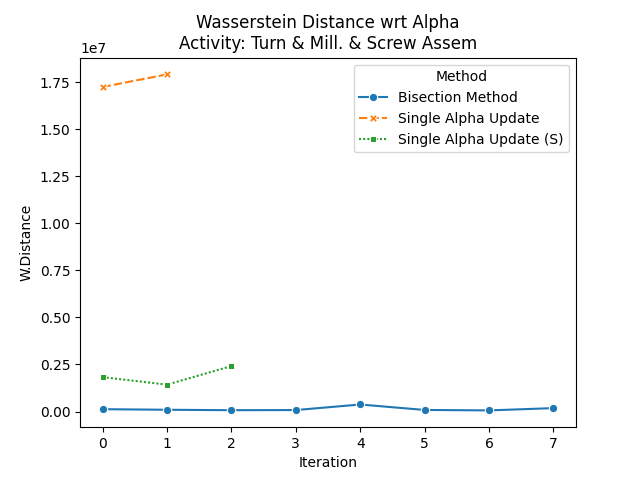 Wasserstein Distance wrt Alpha
Activity: Turn & Mill. & Screw Assem
1e7
Method
Bisection Method
Single Alpha Update
Single Alpha Update (S)
W.Distance
1.75
1.50
1.25
1.00
0.75
0.50
0.25
0.00
0 1 2 3 4 5 6 7
Iteration